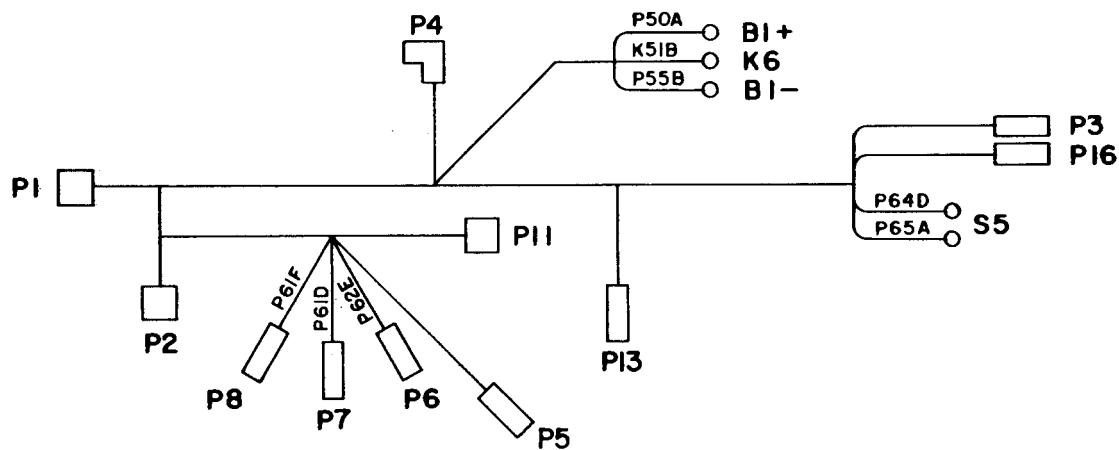 P4
P50A
B1+
K51B
K6
P55B
B1-
P3
P16
P1
P64D
S5
P65A
P11
P61F
P61D
P62E
P2
P13
P8
P7
P6
P5